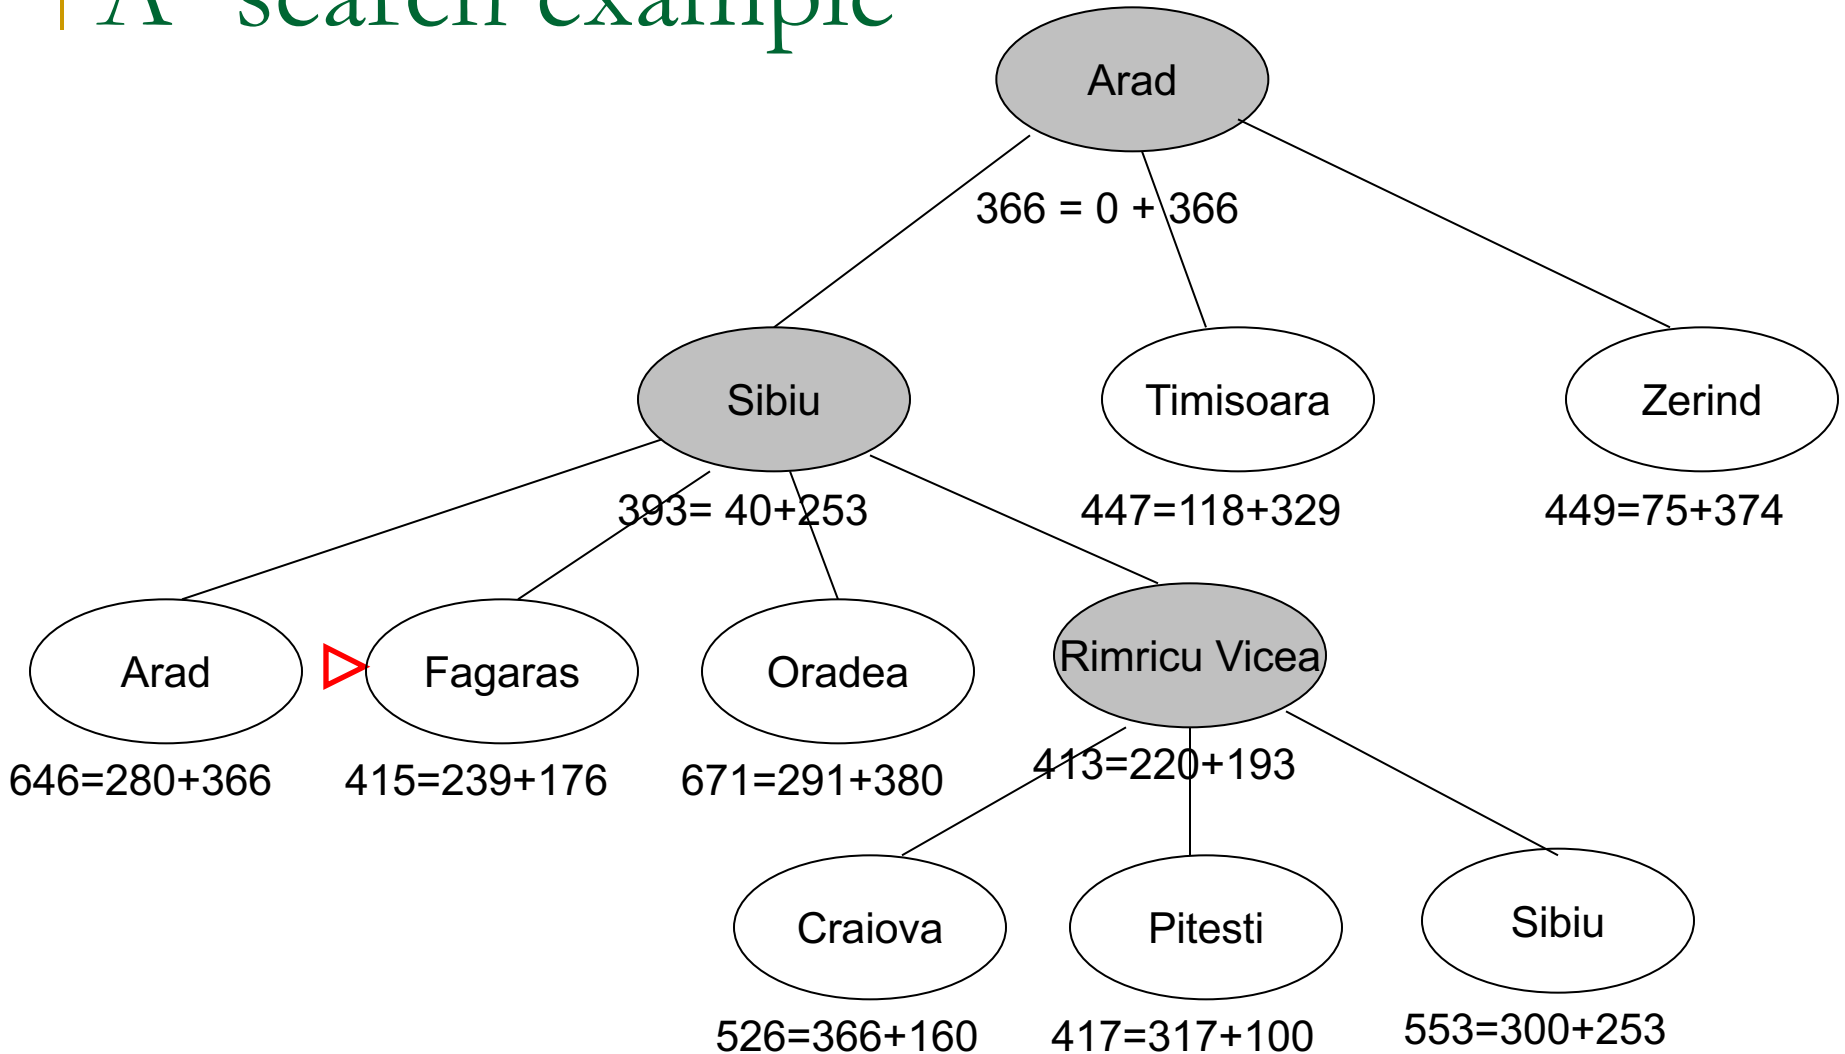 A* search example
Arad
366 = 0 + 366
Sibiu
Timisoara
Zerind
393= 40+253
447=118+329
449=75+374
Arad
Fagaras
Oradea
Rimricu Vicea
646=280+366
415=239+176
671=291+380
413=220+193
Craiova
Pitesti
Sibiu
526=366+160
417=317+100
553=300+253